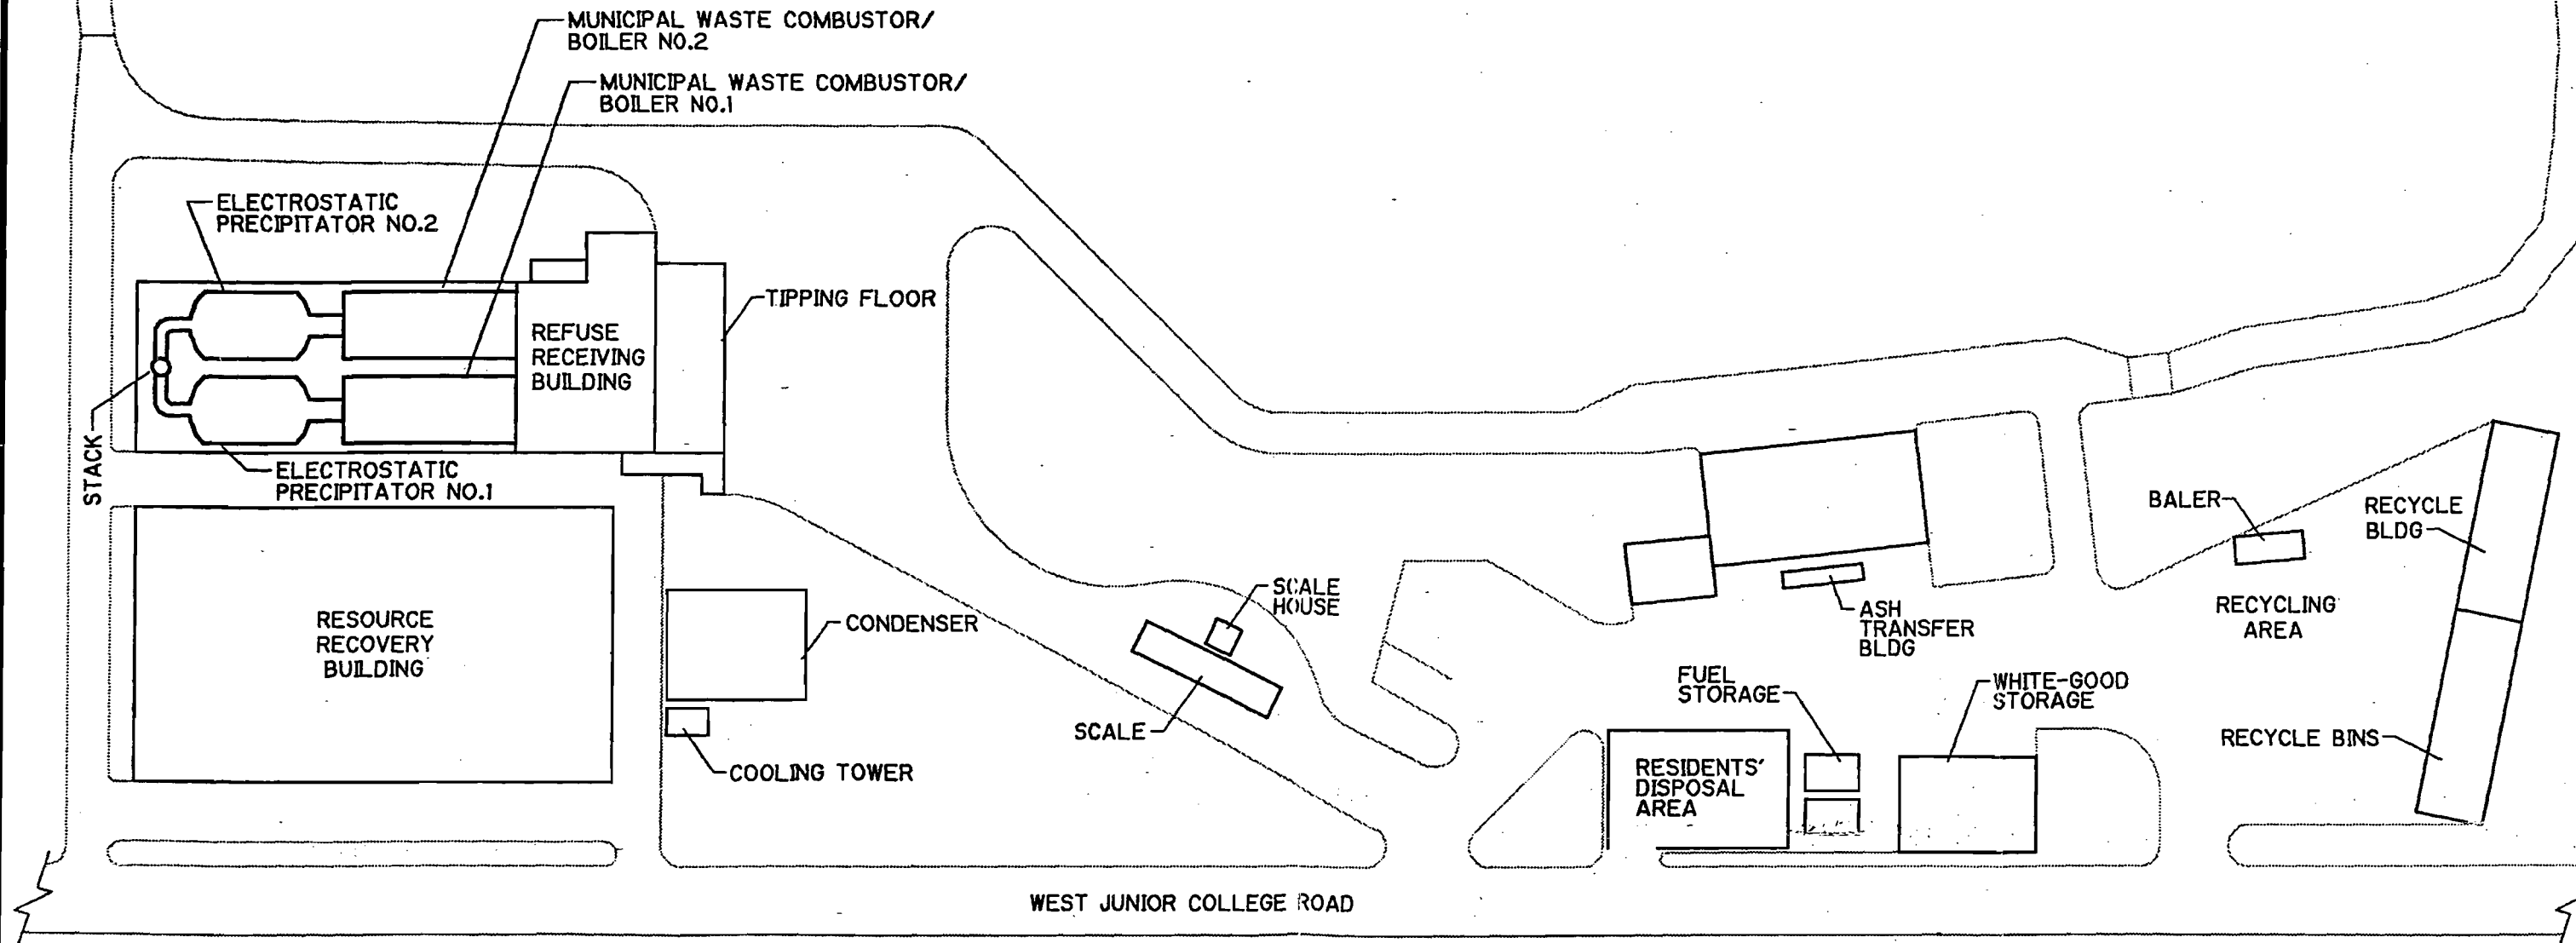 MUNICIPAL WASTE COMBUSTOR/
BOILER NO.2
MUNICIPAL WASTE COMBUSTOR/
BOILER NO.1
ELECTROSTATIC
PRECIPITATOR NO.2
TIPPING FLOOR
REFUSE
RECEIVING
BUILDING
STACK
ELECTROSTATIC
PRECIPITATOR NO.1
RESOURCE
RECOVERY
BUILDING
CONDENSER
COOLING TOWER
SCALE
HOUSE
SCALE
ASH
TRANSFER
BLDG
BALER
RECYCLE
BLDG
RECYCLING
AREA
FUEL
STORAGE
WHITE-GOOD
STORAGE
RESIDENTS'
DISPOSAL
AREA
RECYCLE BINS
WEST JUNIOR COLLEGE ROAD